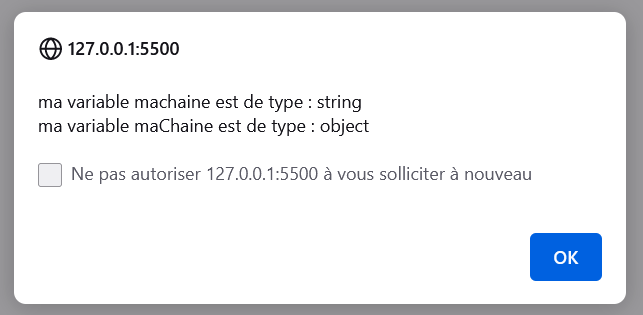 127.0.0.1:5500
ma variable machaine est de type : string
ma variable maChaine est de type : object
Ne pas autoriser 127.0.0.1:5500 à vous solliciter à nouveau
OK